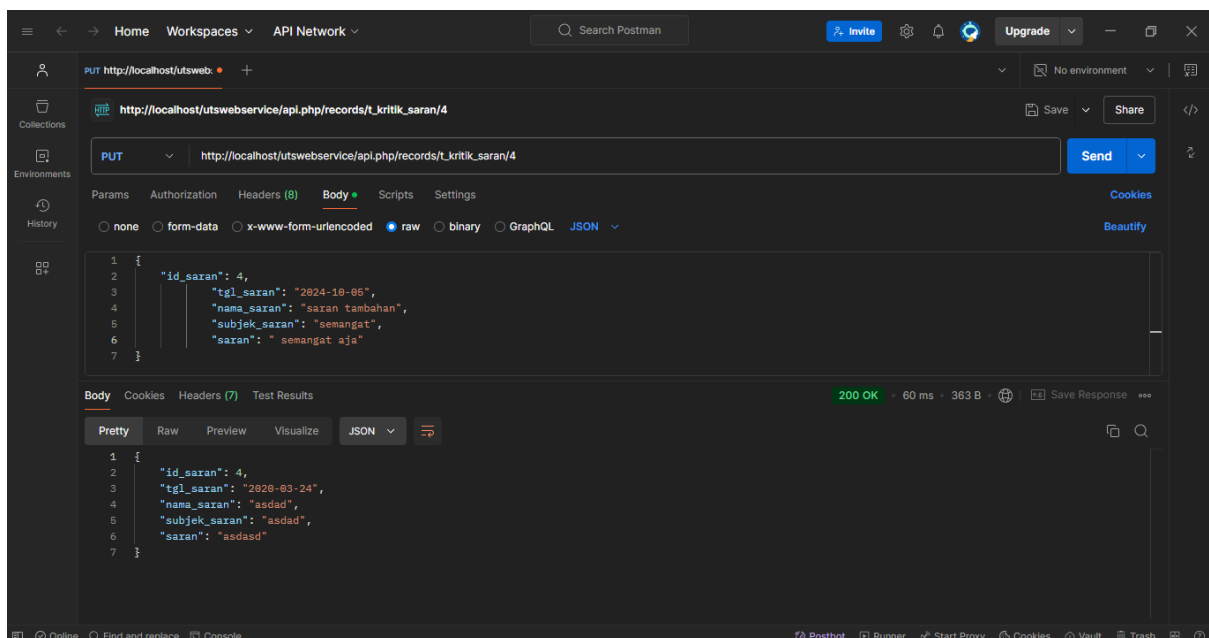 Home Workspaces API Network Search Postman Invite Upgrade
PUT http://localhost/utsweb: No environment
Collections
Environments
History
HTTP http://localhost/utswebservice/api.php/records/t_kritik_saran/4 Save Share
PUT http://localhost/utswebservice/api.php/records/t_kritik_saran/4 Send
Params Authorization Headers (8) Body Scripts Settings Cookies
none form-data x-www-form-urlencoded raw binary GraphQL JSON Beautify
1 {
2 "id_saran": 4,
3 "tgl_saran": "2024-10-05",
4 "nama_saran": "saran tambahan",
5 "subjek_saran": "semangat",
6 "saran": " semangat aja"
7 }
Body Cookies Headers (7) Test Results 200 OK 60 ms 363 B Save Response
Pretty Raw Preview Visualize JSON
1 {
2 "id_saran": 4,
3 "tgl_saran": "2020-03-24",
4 "nama_saran": "asdad",
5 "subjek_saran": "asdad",
6 "saran": "asdasd"
7 }
Online Find and replace Console Postbot Runner Start Proxy Cookies Vault Trash